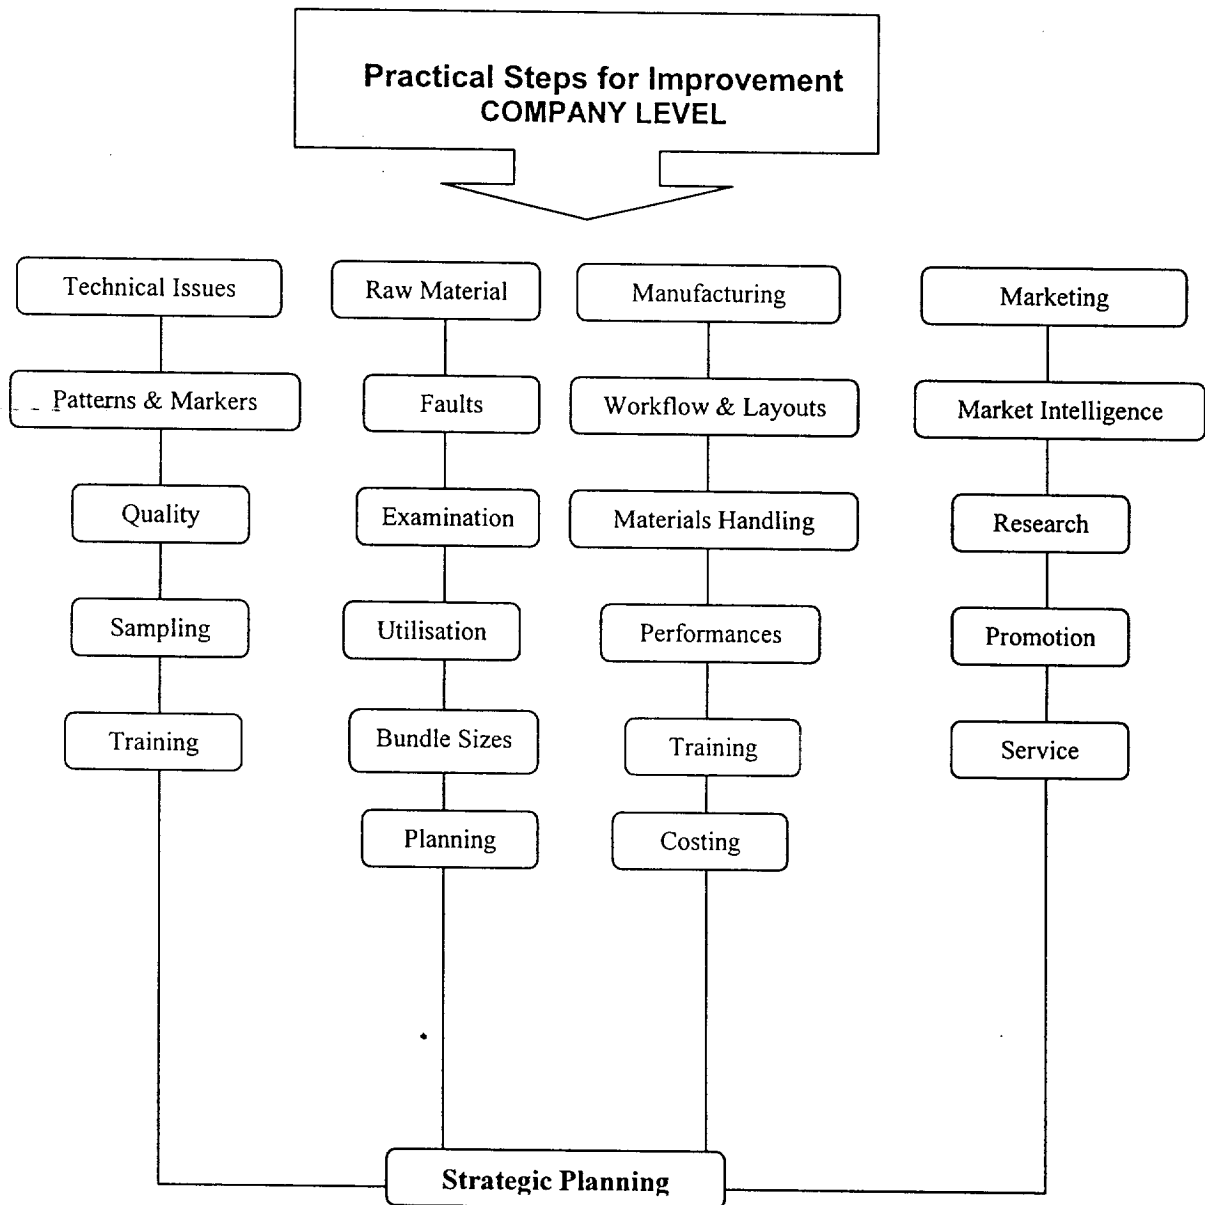 Practical Steps for Improvement
COMPANY LEVEL
Technical Issues
Patterns & Markers
Quality
Sampling
Training
Raw Material
Faults
Examination
Utilisation
Bundle Sizes
Planning
Manufacturing
Workflow & Layouts
Materials Handling
Performances
Training
Costing
Marketing
Market Intelligence
Research
Promotion
Service
Strategic Planning